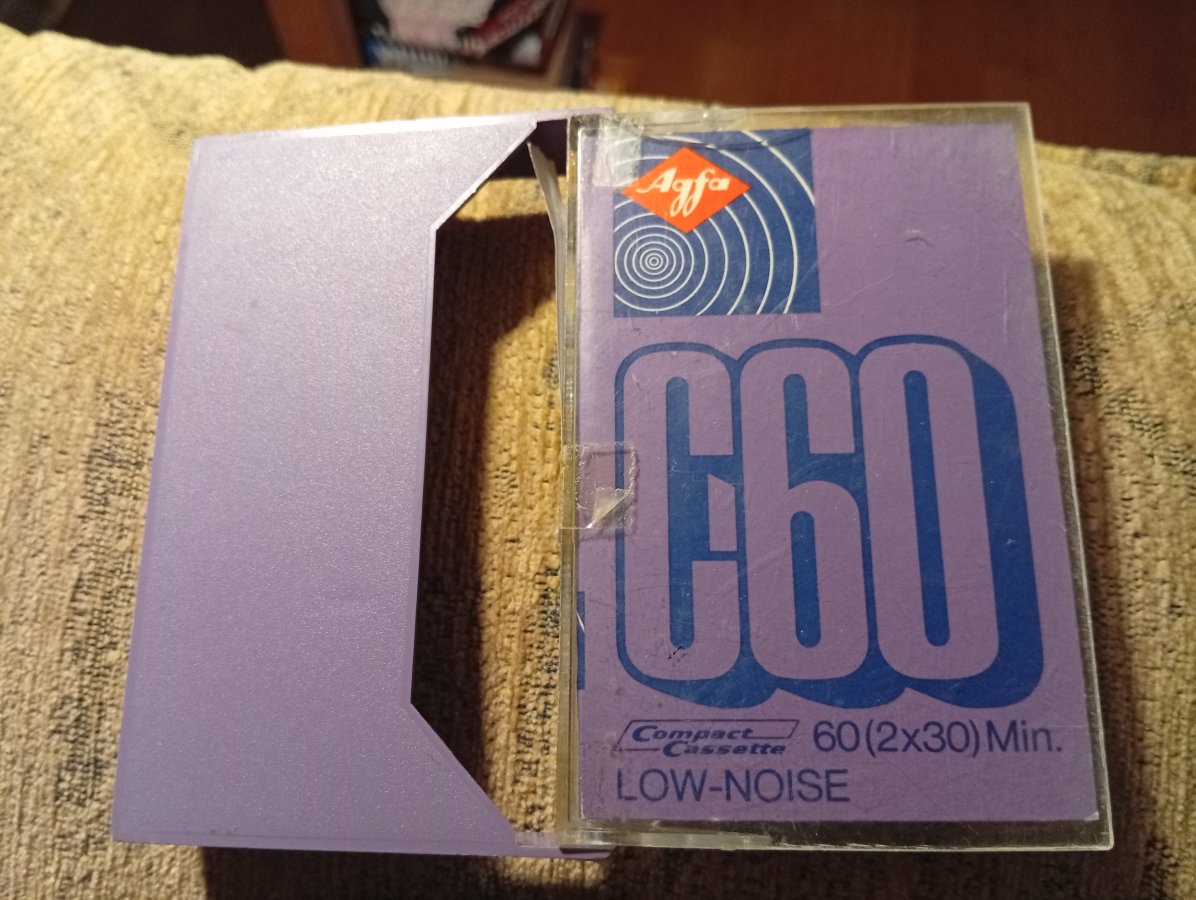 Agfa
C60
Compact
Cassette
60(2x30)Min.
LOW-NOISE